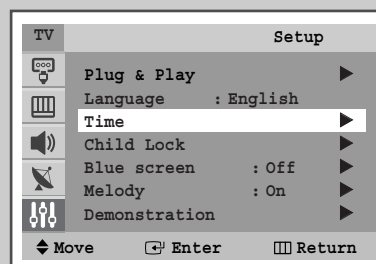 TV Setup
Plug & Play
Language : English
Time
Child Lock
Blue screen : Off
Melody : On
Demonstration
Move Enter Return